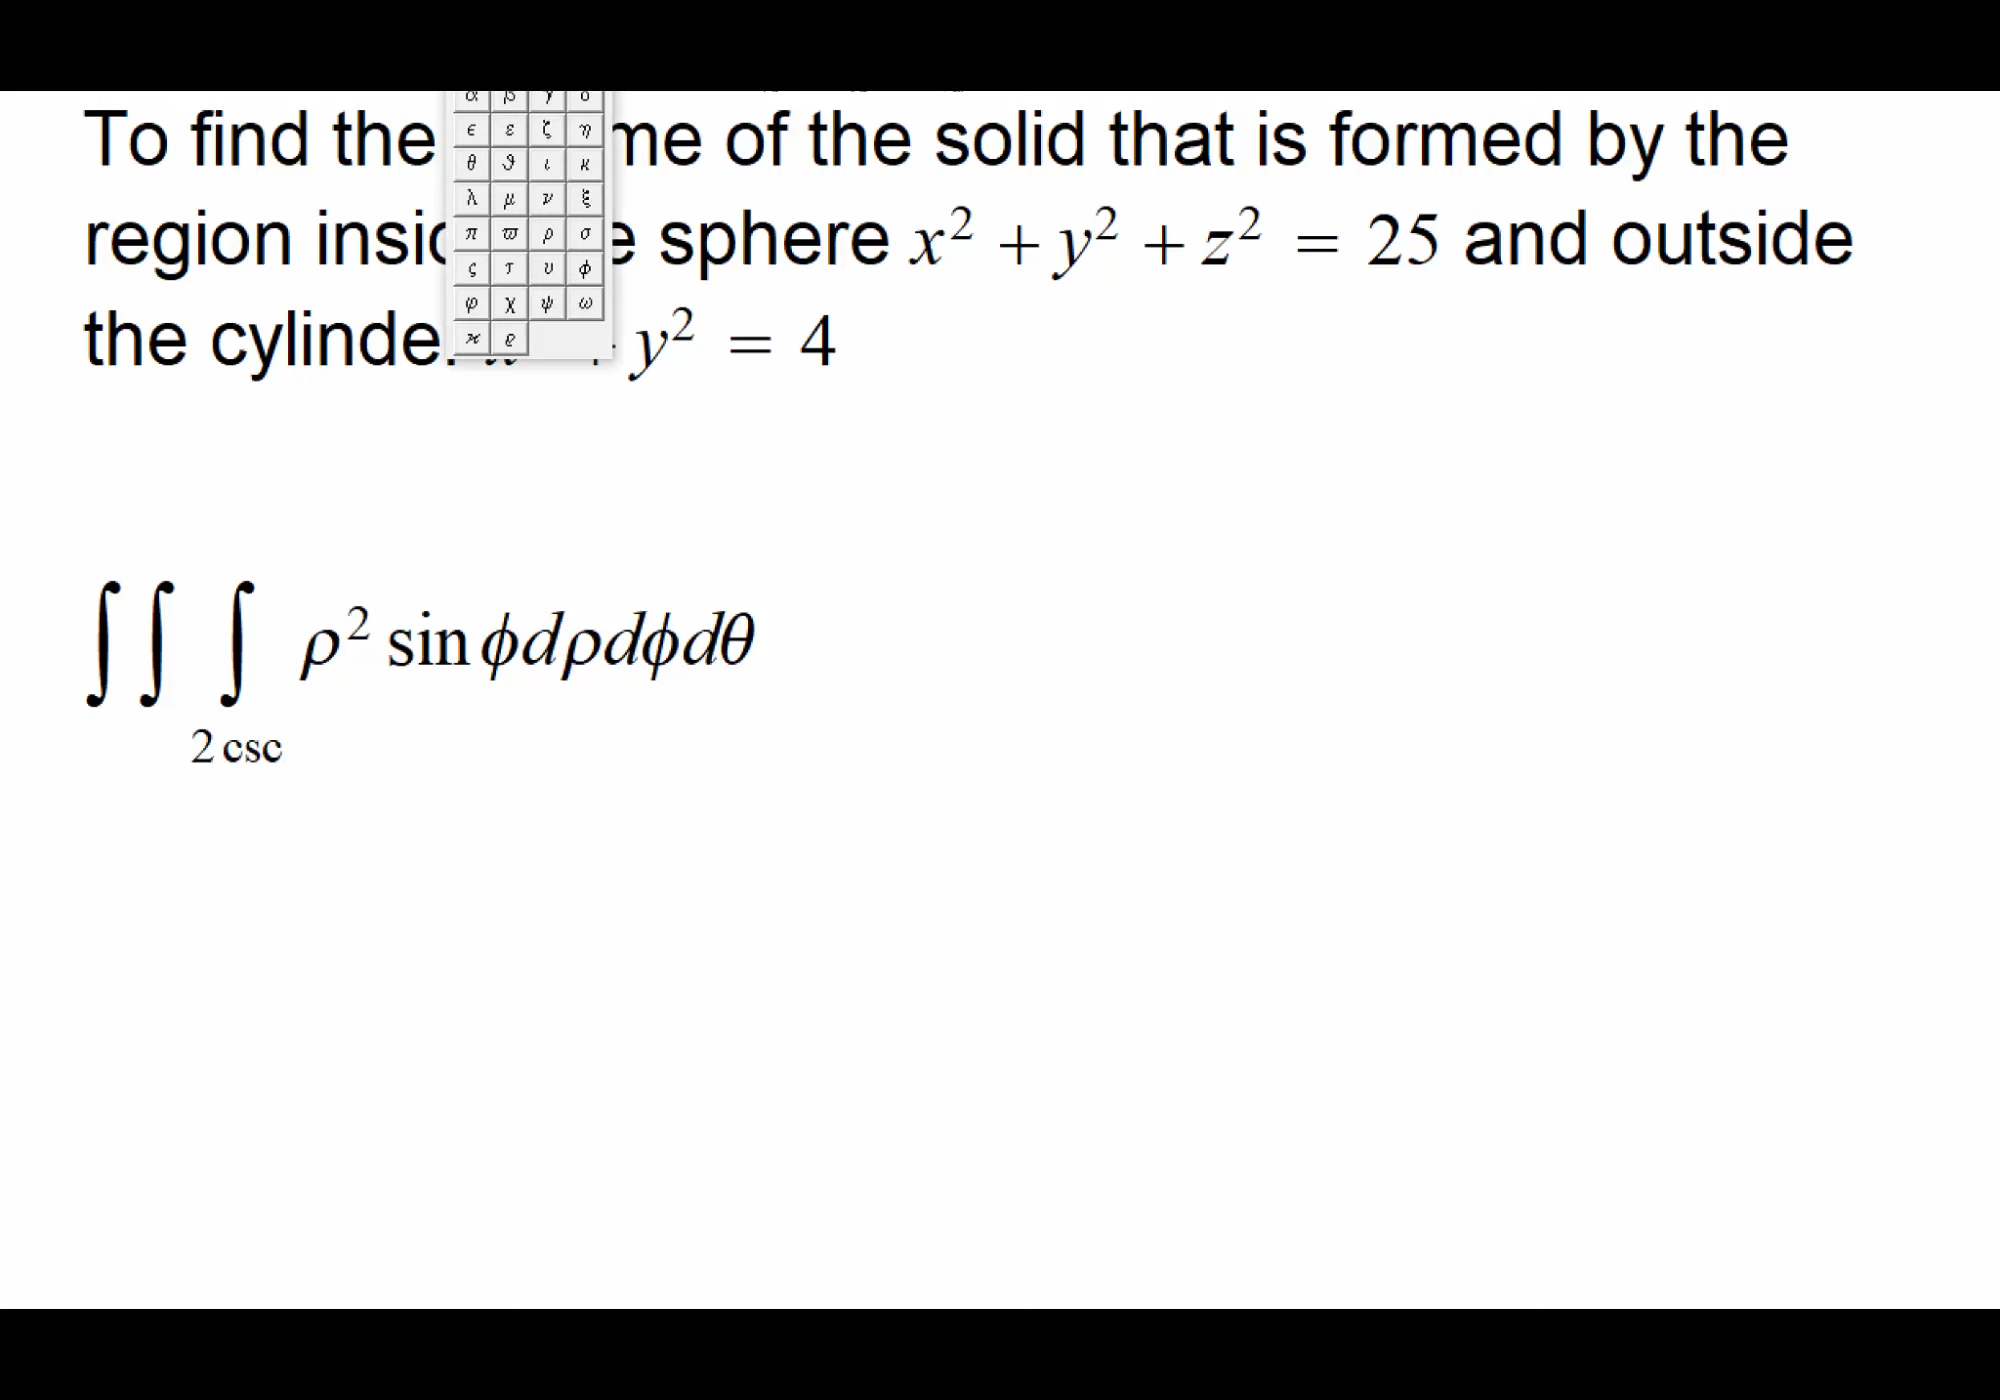 To find the me of the solid that is formed by the
region insi e sphere x² + y² + z² = 25 and outside
the cylinde y² = 4
α β γ δ
ϵ ε ζ η
θ ϑ ι κ
λ μ ν ξ
π ϖ ρ σ
ς τ υ ϕ
φ χ ψ ω
ϰ ϱ
∫∫ ∫ ρ² sin ϕdρdϕdθ
2 csc